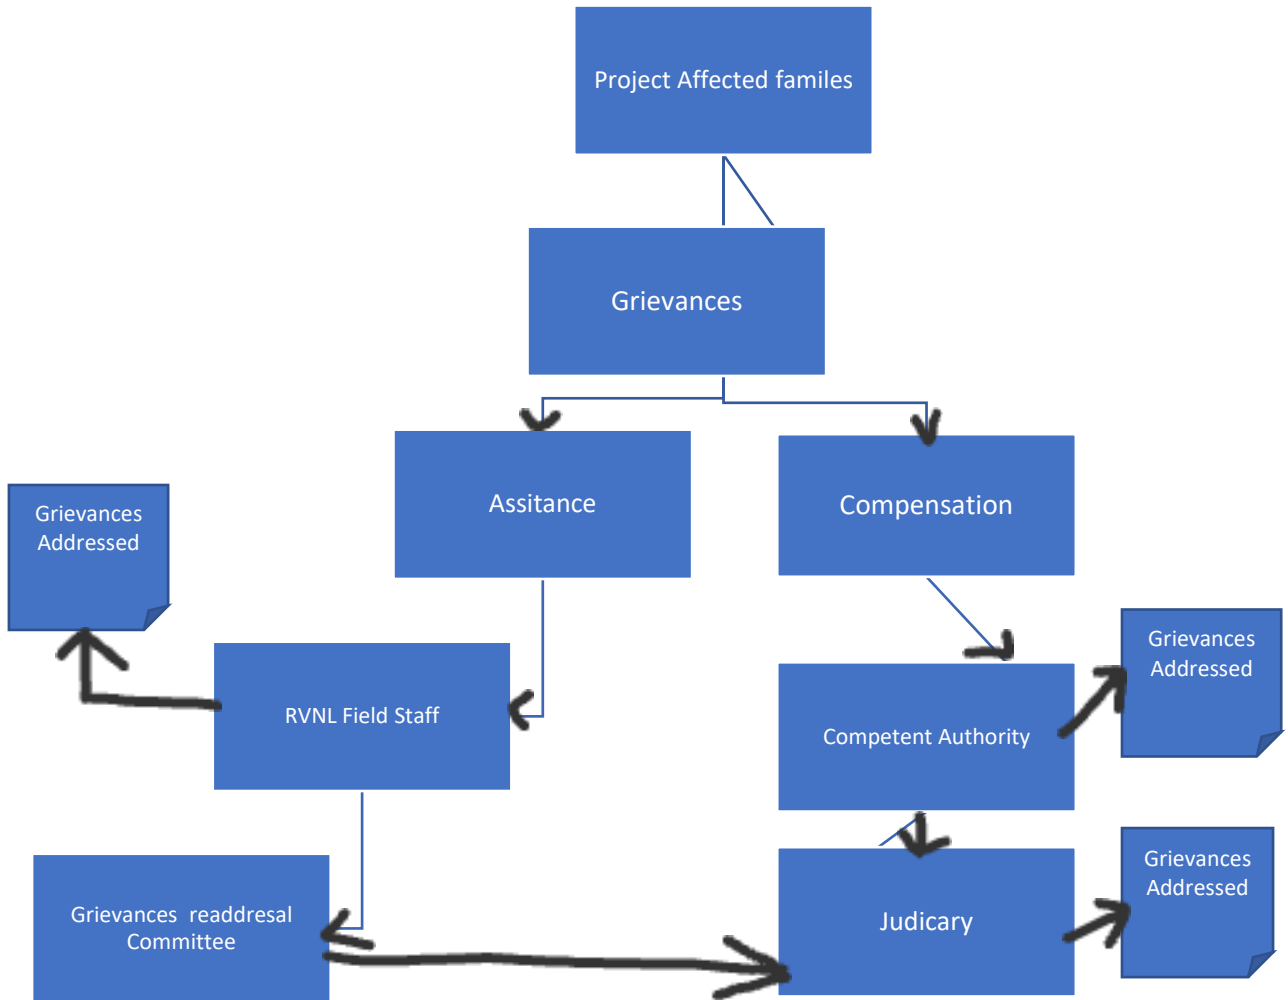 Project Affected familes
Grievances
Assitance
Compensation
Grievances
Addressed
RVNL Field Staff
Competent Authority
Grievances
Addressed
Grievances readdresal
Committee
Judicary
Grievances
Addressed